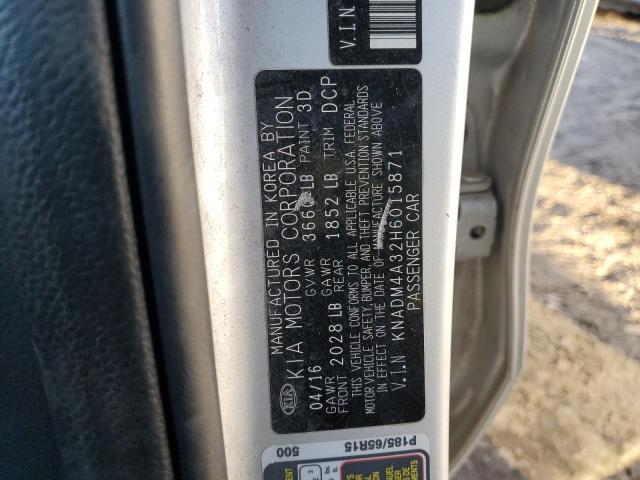 V.I.N
MANUFACTURED IN KOREA BY
KIA KIA MOTORS CORPORATION
04/16 GVWR LB PAINT 3D
GAWR FRONT 2028 LB GAWR REAR 1852 LB TRIM DCP
THIS VEHICLE CONFORMS TO ALL APPLICABLE U.S.A. FEDERAL
MOTOR VEHICLE SAFETY, BUMPER, AND THEFT PREVENTION STANDARDS
IN EFFECT ON THE DATE OF MANUFACTURE SHOWN ABOVE
V.I.N KNADM4A32H6015871
PASSENGER CAR
P185/65R15
500